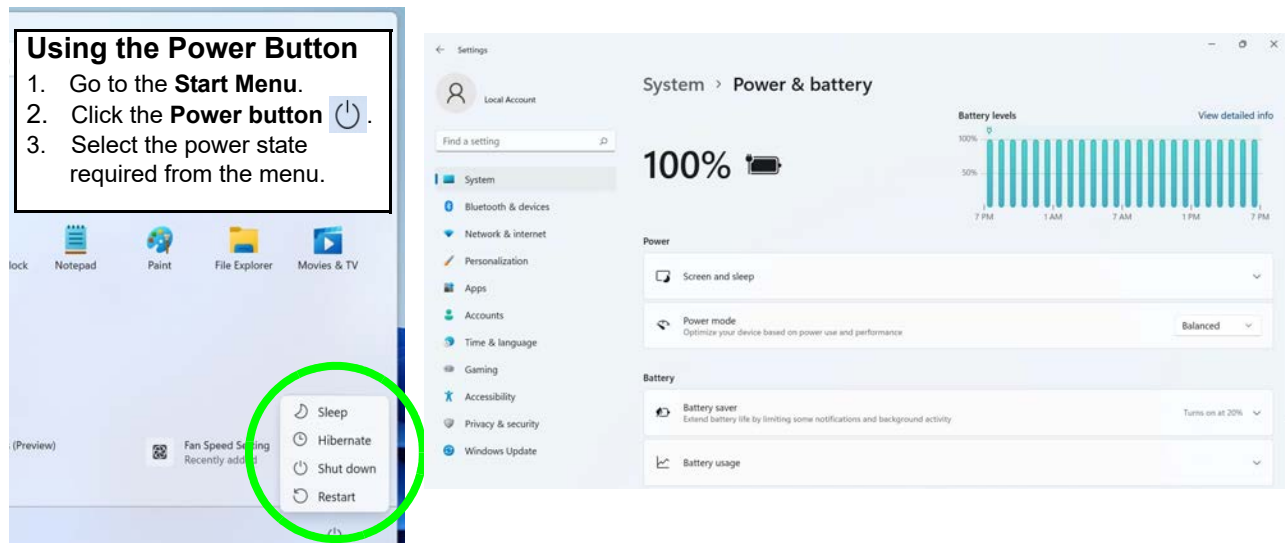 Using the Power Button
1. Go to the Start Menu.
2. Click the Power button .
3. Select the power state
required from the menu.
lock Notepad Paint File Explorer Movies & TV
(Preview)
Fan Speed Setting
Recently added
Sleep
Hibernate
Shut down
Restart
Settings
Local Account
Find a setting
System
Bluetooth & devices
Network & internet
Personalization
Apps
Accounts
Time & language
Gaming
Accessibility
Privacy & security
Windows Update
System > Power & battery
100%
Battery levels View detailed info
100%
50%
7 PM 1 AM 7 AM 1 PM 7 PM
Power
Screen and sleep
Power mode
Optimize your device based on power use and performance
Balanced
Battery
Battery saver
Extend battery life by limiting some notifications and background activity
Turns on at 20%
Battery usage